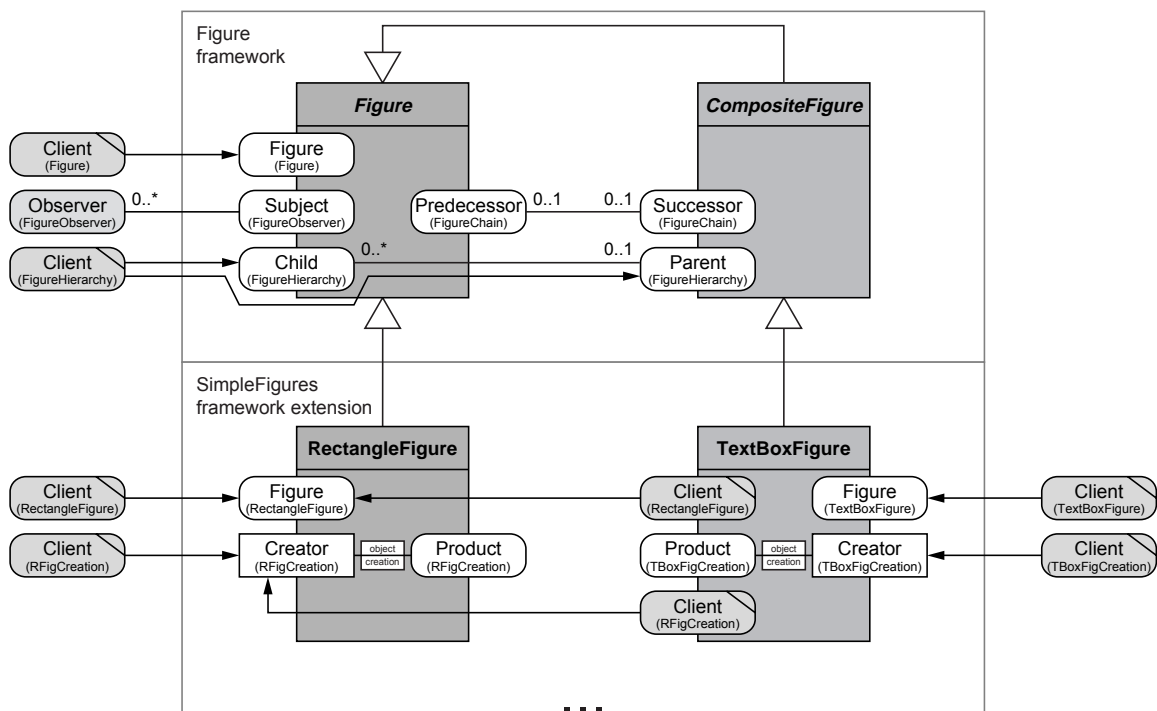 Figure
framework
Figure
CompositeFigure
Client
(Figure)
Figure
(Figure)
Observer
(FigureObserver)
0..*
Subject
(FigureObserver)
Predecessor
(FigureChain)
0..1
0..1
Successor
(FigureChain)
Client
(FigureHierarchy)
Child
(FigureHierarchy)
0..*
0..1
Parent
(FigureHierarchy)
SimpleFigures
framework extension
RectangleFigure
TextBoxFigure
Client
(RectangleFigure)
Figure
(RectangleFigure)
Client
(RectangleFigure)
Figure
(TextBoxFigure)
Client
(TextBoxFigure)
Client
(RFigCreation)
Creator
(RFigCreation)
object
creation
Product
(RFigCreation)
Product
(TBoxFigCreation)
object
creation
Creator
(TBoxFigCreation)
Client
(TBoxFigCreation)
Client
(RFigCreation)
...